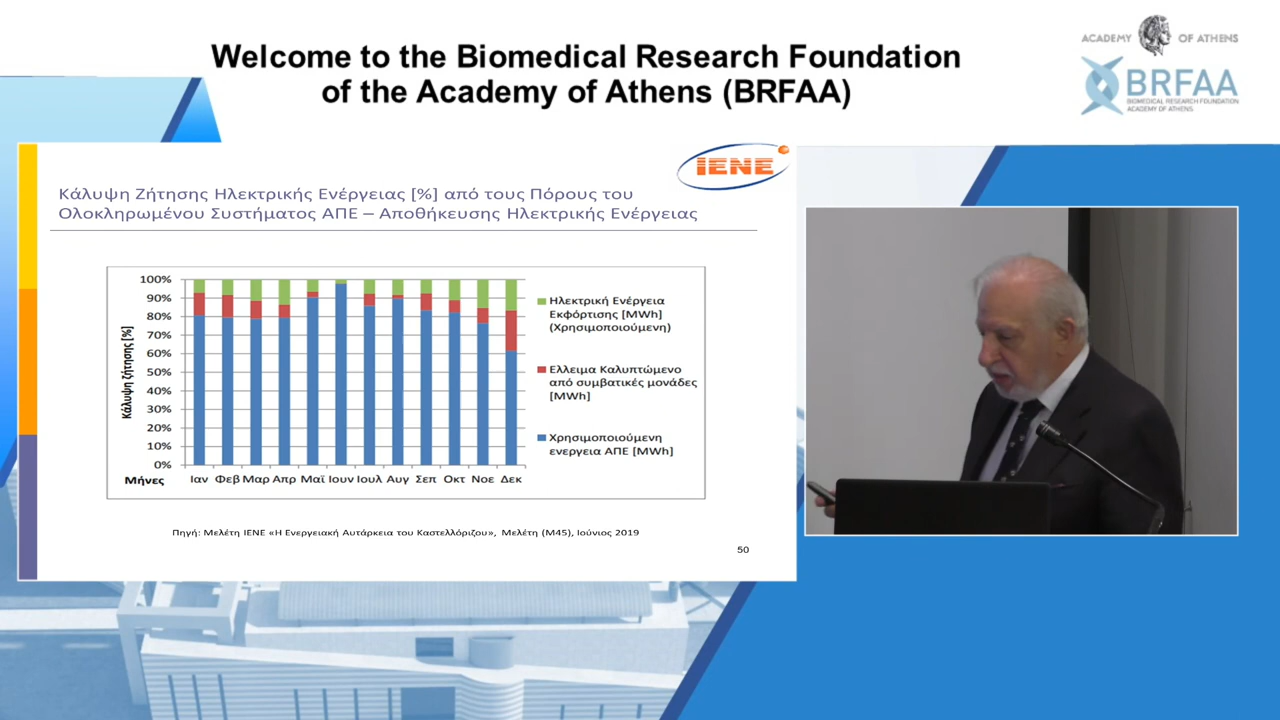 Welcome to the Biomedical Research Foundation
of the Academy of Athens (BRFAA)
ACADEMY OF ATHENS
BRFAA
BIOMEDICAL RESEARCH FOUNDATION
ACADEMY OF ATHENS
IENE
Κάλυψη Ζήτησης Ηλεκτρικής Ενέργειας [%] από τους Πόρους του
Ολοκληρωμένου Συστήματος ΑΠΕ – Αποθήκευσης Ηλεκτρικής Ενέργειας
Κάλυψη ζήτησης [%]
100%
90%
80%
70%
60%
50%
40%
30%
20%
10%
0%
Μήνες
Ιαν Φεβ Μαρ Απρ Μαϊ Ιουν Ιουλ Αυγ Σεπ Οκτ Νοε Δεκ
Ηλεκτρική Ενέργεια
Εκφόρτισης [MWh]
(Χρησιμοποιούμενη)
Ελλειμα Καλυπτώμενο
από συμβατικές μονάδες
[MWh]
Χρησιμοποιούμενη
ενεργεια ΑΠΕ [MWh]
Πηγή: Μελέτη ΙΕΝΕ «Η Ενεργειακή Αυτάρκεια του Καστελλόριζου», Μελέτη (Μ45), Ιούνιος 2019
50